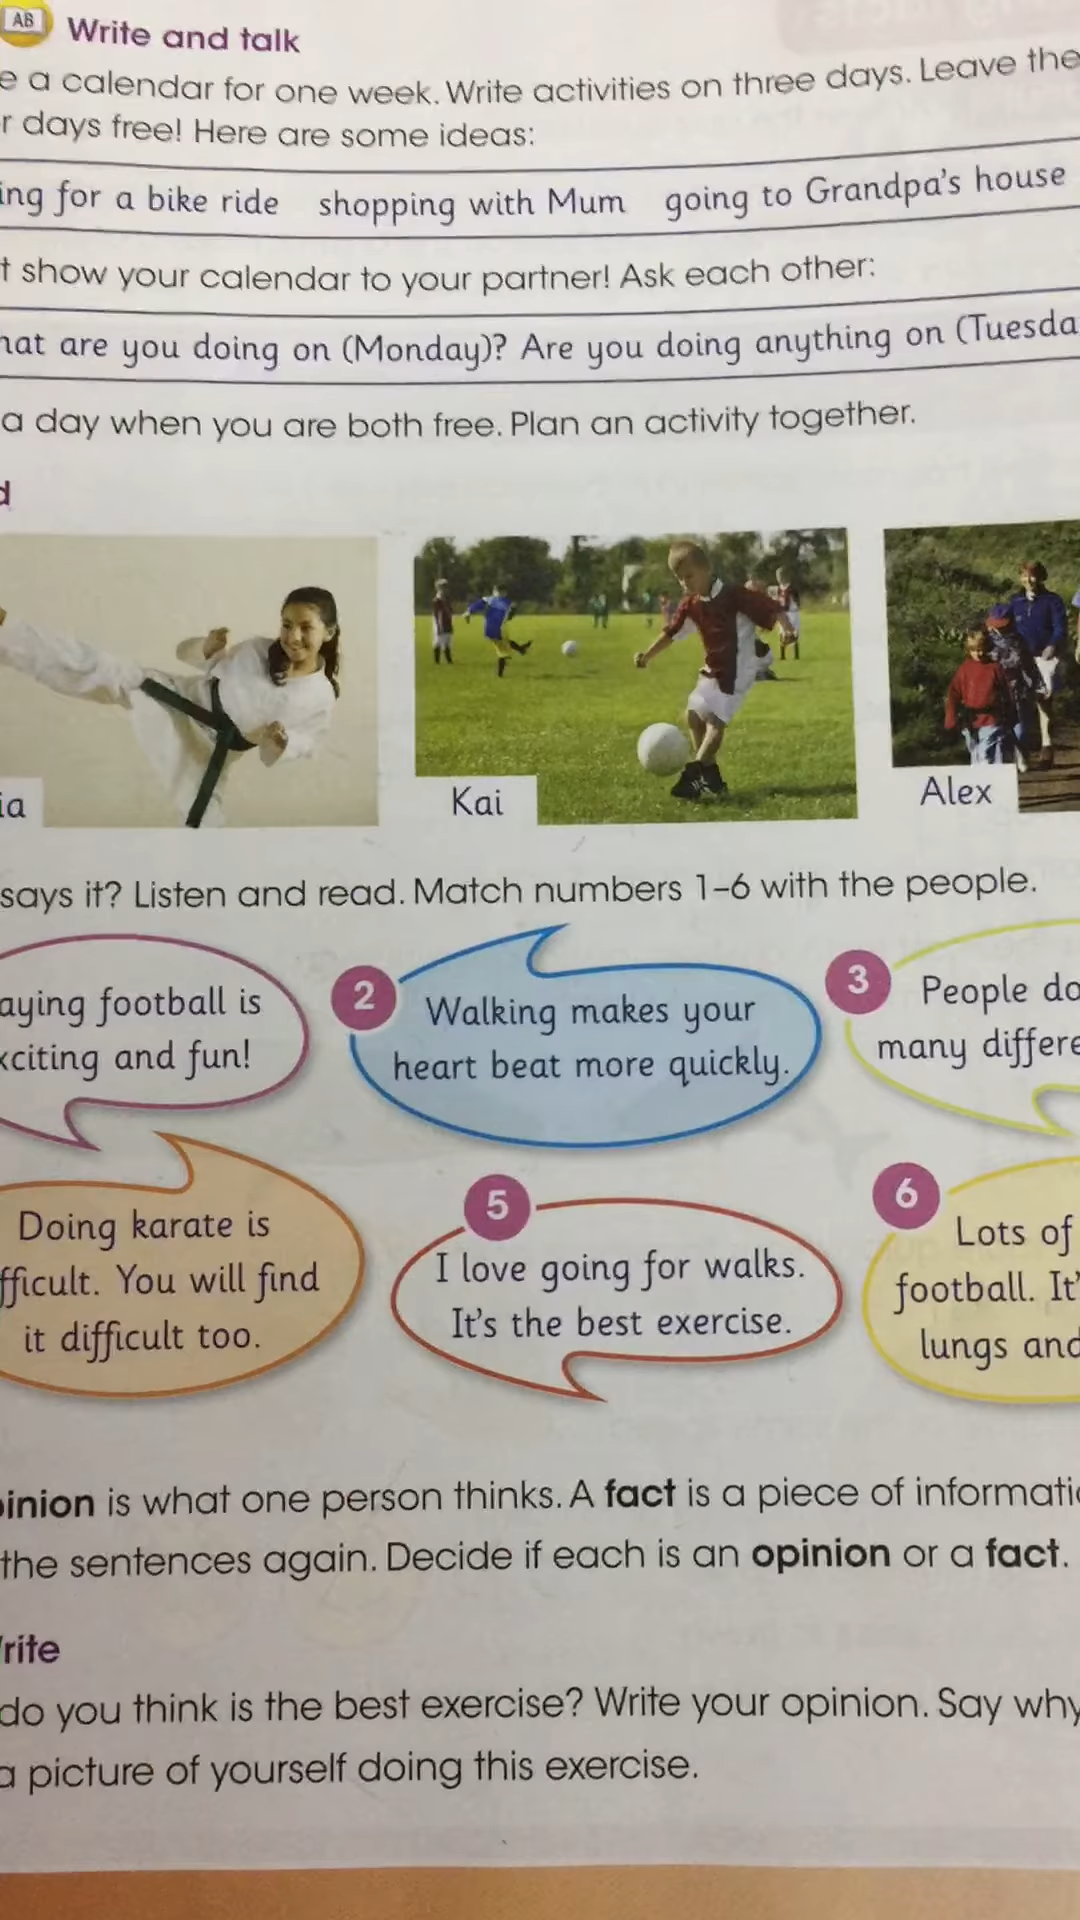 AB
Write and talk
e a calendar for one week. Write activities on three days. Leave the
r days free! Here are some ideas:
ing for a bike ride shopping with Mum going to Grandpa's house
t show your calendar to your partner! Ask each other:
hat are you doing on (Monday)? Are you doing anything on (Tuesda
a day when you are both free. Plan an activity together.
d
ia
Kai
Alex
says it? Listen and read. Match numbers 1–6 with the people.
aying football is
xciting and fun!
2
Walking makes your
heart beat more quickly.
3
People do
many differe
Doing karate is
fficult. You will find
it difficult too.
5
I love going for walks.
It's the best exercise.
6
Lots of
football. It'
lungs and
pinion is what one person thinks. A fact is a piece of informati
the sentences again. Decide if each is an opinion or a fact.
rite
do you think is the best exercise? Write your opinion. Say why
a picture of yourself doing this exercise.